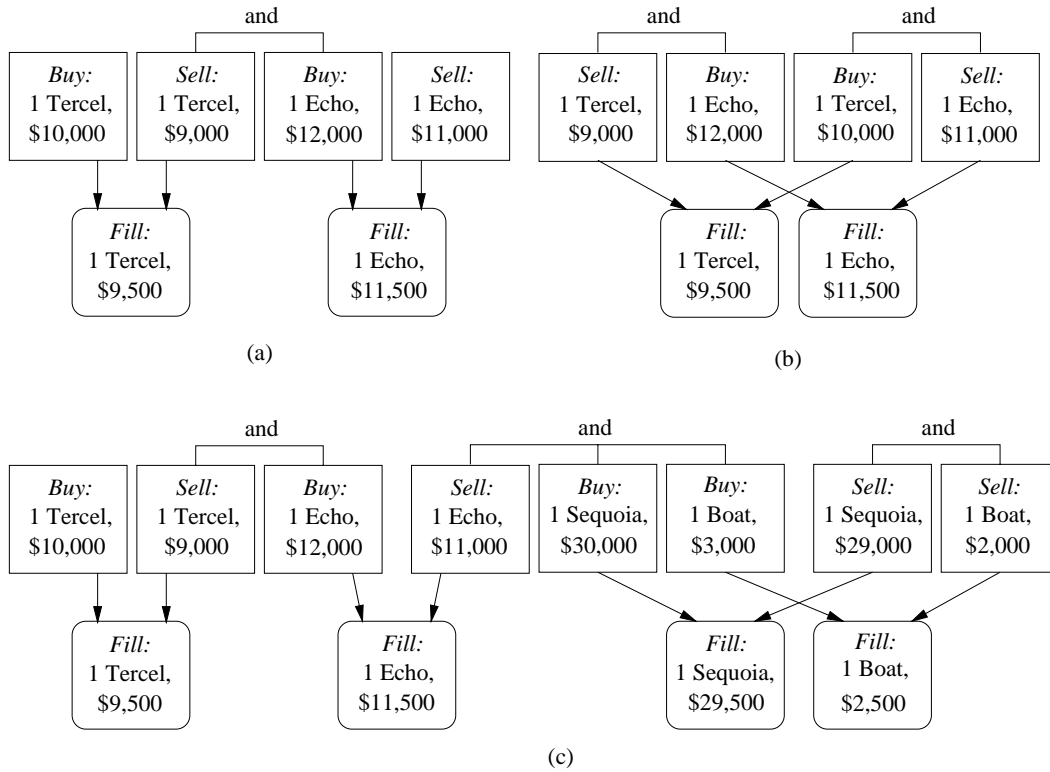 and
Buy:
1 Tercel,
$10,000
Sell:
1 Tercel,
$9,000
Buy:
1 Echo,
$12,000
Sell:
1 Echo,
$11,000
Fill:
1 Tercel,
$9,500
Fill:
1 Echo,
$11,500
(a)
and
and
Sell:
1 Tercel,
$9,000
Buy:
1 Echo,
$12,000
Buy:
1 Tercel,
$10,000
Sell:
1 Echo,
$11,000
Fill:
1 Tercel,
$9,500
Fill:
1 Echo,
$11,500
(b)
and
and
and
Buy:
1 Tercel,
$10,000
Sell:
1 Tercel,
$9,000
Buy:
1 Echo,
$12,000
Sell:
1 Echo,
$11,000
Buy:
1 Sequoia,
$30,000
Buy:
1 Boat,
$3,000
Sell:
1 Sequoia,
$29,000
Sell:
1 Boat,
$2,000
Fill:
1 Tercel,
$9,500
Fill:
1 Echo,
$11,500
Fill:
1 Sequoia,
$29,500
Fill:
1 Boat,
$2,500
(c)